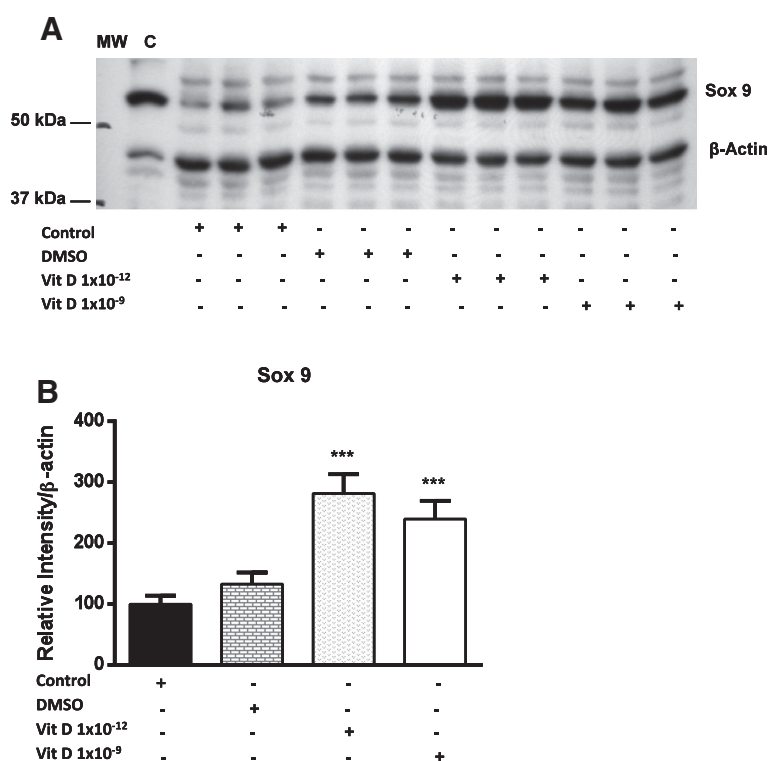 A
MW C
Sox 9
50 kDa
β-Actin
37 kDa
Control + + + - - - - - - - - -
DMSO - - - + + + - - - - - -
Vit D 1x10⁻¹² - - - - - - + + + - - -
Vit D 1x10⁻⁹ - - - - - - - - - + + +
B
Sox 9
Relative Intensity/β-actin
400
300
200
100
0
***
***
Control + - - -
DMSO - + - -
Vit D 1x10⁻¹² - - + -
Vit D 1x10⁻⁹ - - - +